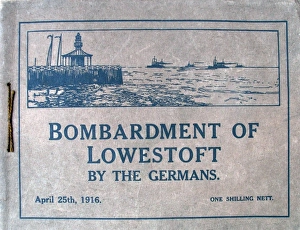 BOMBARDMENT OF
LOWESTOFT
BY THE GERMANS.
April 25th, 1916.
ONE SHILLING NETT.